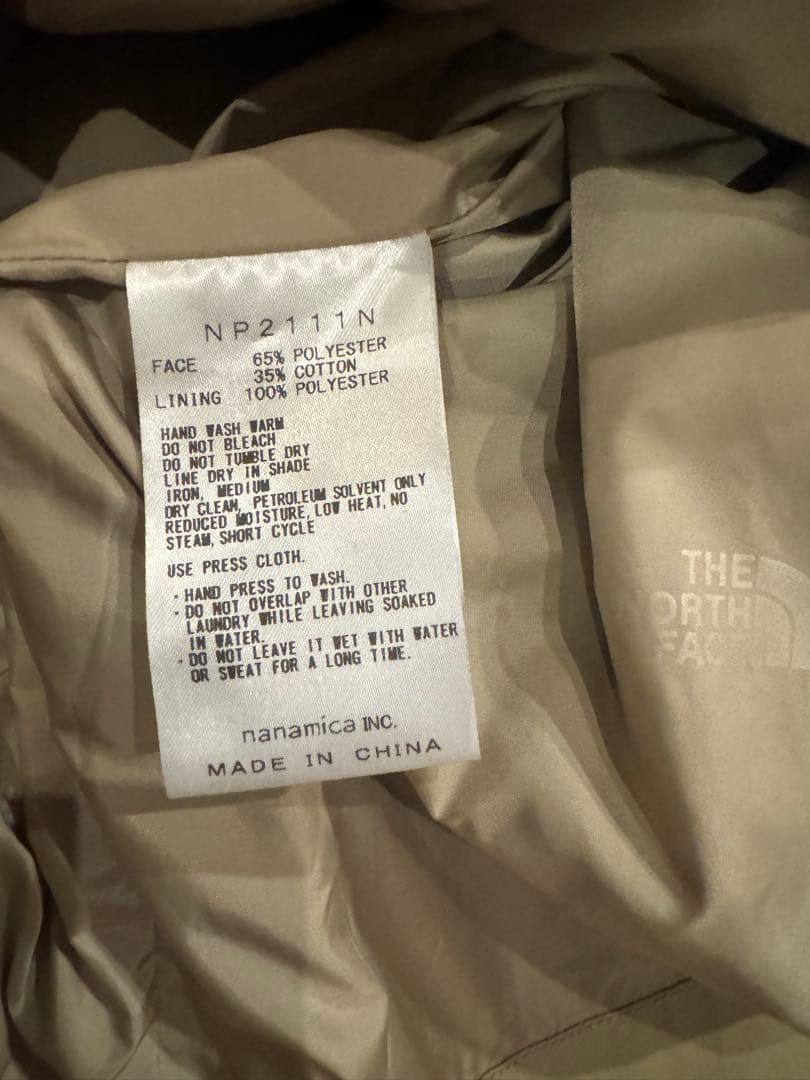 NP2111N
FACE 65% POLYESTER
35% COTTON
LINING 100% POLYESTER
HAND WASH WARM
DO NOT BLEACH
DO NOT TUMBLE DRY
LINE DRY IN SHADE
IRON, MEDIUM
DRY CLEAN, PETROLEUM SOLVENT ONLY
REDUCED MOISTURE, LOW HEAT, NO
STEAM, SHORT CYCLE
USE PRESS CLOTH.
・HAND PRESS TO WASH.
・DO NOT OVERLAP WITH OTHER
LAUNDRY WHILE LEAVING SOAKED
IN WATER.
・DO NOT LEAVE IT WET WITH WATER
OR SWEAT FOR A LONG TIME.
nanamica INC.
MADE IN CHINA
THE
NORTH
FACE